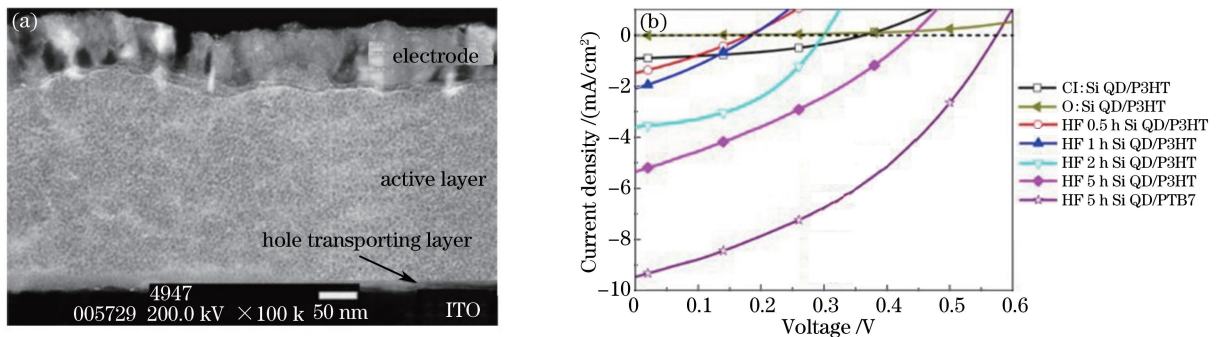 (a)
electrode
active layer
hole transporting layer
4947
005729 200.0 kV ×100 k 50 nm
ITO
(b)
Current density /(mA/cm²)
0
−2
−4
−6
−8
−10
0
0.1
0.2
0.3
0.4
0.5
0.6
Voltage /V
CI:Si QD/P3HT
O:Si QD/P3HT
HF 0.5 h Si QD/P3HT
HF 1 h Si QD/P3HT
HF 2 h Si QD/P3HT
HF 5 h Si QD/P3HT
HF 5 h Si QD/PTB7